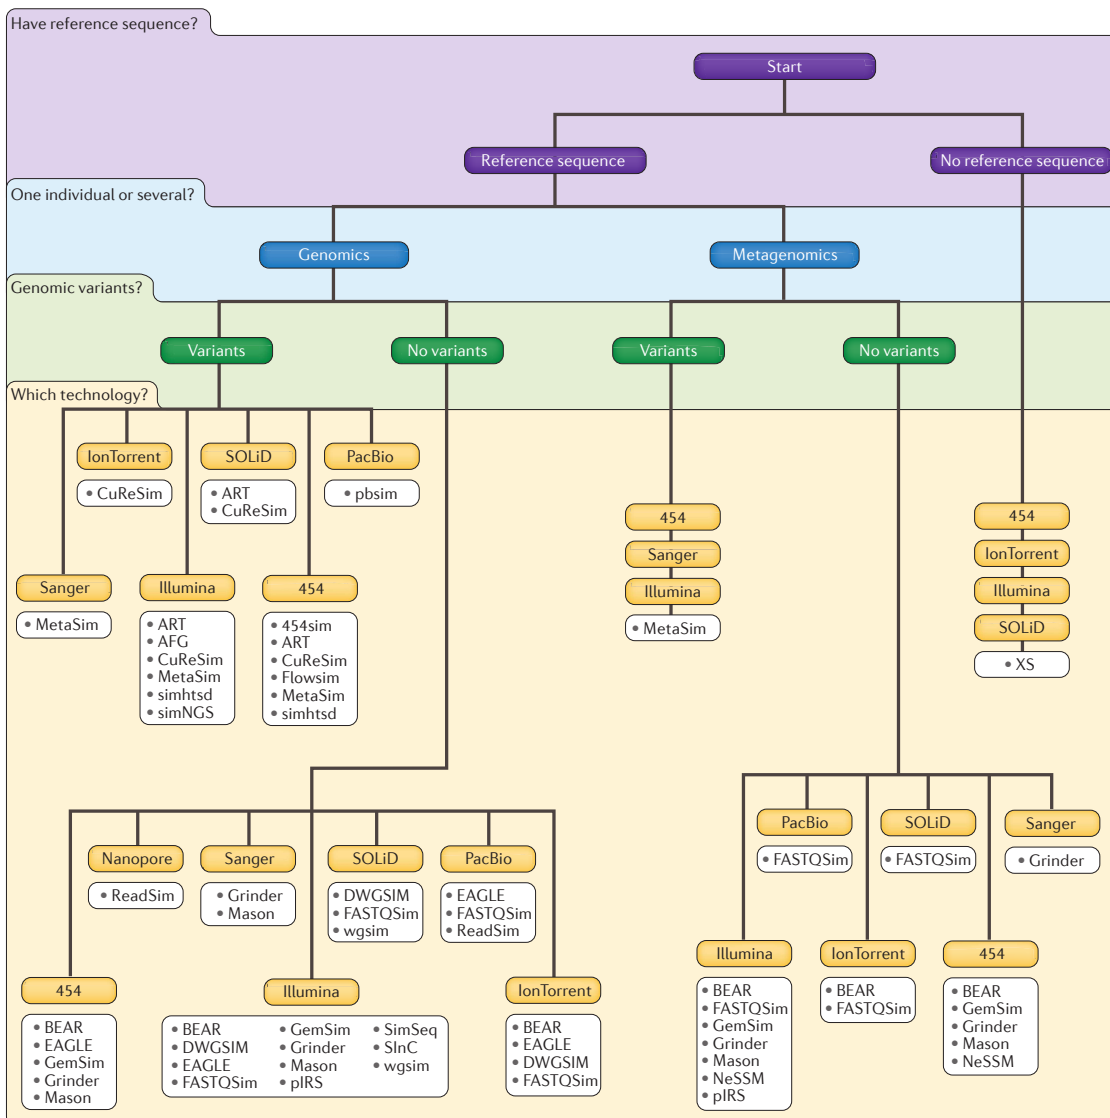 Have reference sequence?
Start
Reference sequence
No reference sequence
One individual or several?
Genomics
Metagenomics
Genomic variants?
Variants
No variants
Variants
No variants
Which technology?
IonTorrent
• CuReSim
SOLiD
• ART
• CuReSim
PacBio
• pbsim
Sanger
• MetaSim
Illumina
• ART
• AFG
• CuReSim
• MetaSim
• simhtsd
• simNGS
454
• 454sim
• ART
• CuReSim
• Flowsim
• MetaSim
• simhtsd
454
Sanger
Illumina
• MetaSim
454
IonTorrent
Illumina
SOLiD
• XS
Nanopore
• ReadSim
Sanger
• Grinder
• Mason
SOLiD
• DWGSIM
• FASTQSim
• wgsim
PacBio
• EAGLE
• FASTQSim
• ReadSim
454
• BEAR
• EAGLE
• GemSim
• Grinder
• Mason
Illumina
• BEAR
• DWGSIM
• EAGLE
• FASTQSim
• GemSim
• Grinder
• Mason
• pIRS
• SimSeq
• SInC
• wgsim
IonTorrent
• BEAR
• EAGLE
• DWGSIM
• FASTQSim
PacBio
• FASTQSim
SOLiD
• FASTQSim
Sanger
• Grinder
Illumina
• BEAR
• FASTQSim
• GemSim
• Grinder
• Mason
• NeSSM
• pIRS
IonTorrent
• BEAR
• FASTQSim
454
• BEAR
• GemSim
• Grinder
• Mason
• NeSSM